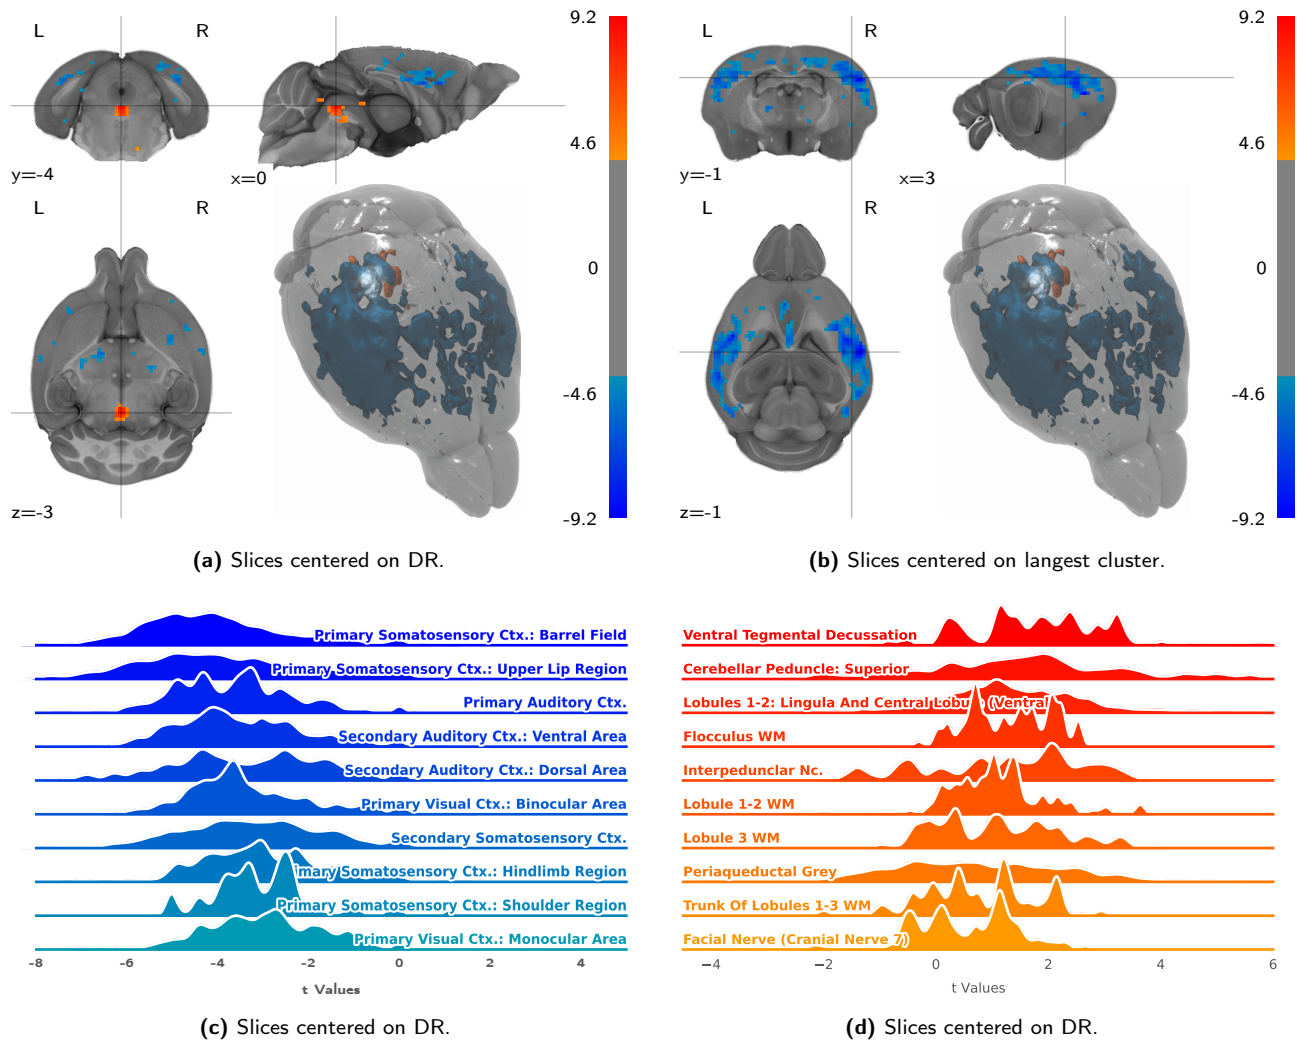 L R
y=-4
x=0
L R
z=-3
9.2
4.6
0
-4.6
-9.2
(a) Slices centered on DR.
L R
y=-1
x=3
L R
z=-1
9.2
4.6
0
-4.6
-9.2
(b) Slices centered on langest cluster.
Primary Somatosensory Ctx.: Barrel Field
Primary Somatosensory Ctx.: Upper Lip Region
Primary Auditory Ctx.
Secondary Auditory Ctx.: Ventral Area
Secondary Auditory Ctx.: Dorsal Area
Primary Visual Ctx.: Binocular Area
Secondary Somatosensory Ctx.
Somatosensory Ctx.: Hindlimb Region
Primary Somatosensory Ctx.: Shoulder Region
Primary Visual Ctx.: Monocular Area
-8 -6 -4 -2 0 2 4
t Values
(c) Slices centered on DR.
Ventral Tegmental Decussation
Cerebellar Peduncle: Superior
Lobules 1-2: Lingula And Central Lobule (Ventral
Flocculus WM
Interpeduncular Nc.
Lobule 1-2 WM
Lobule 3 WM
Periaqueductal Grey
Trunk Of Lobules 1-3 WM
Facial Nerve (Cranial Nerve 7)
−4 −2 0 2 4 6
t Values
(d) Slices centered on DR.